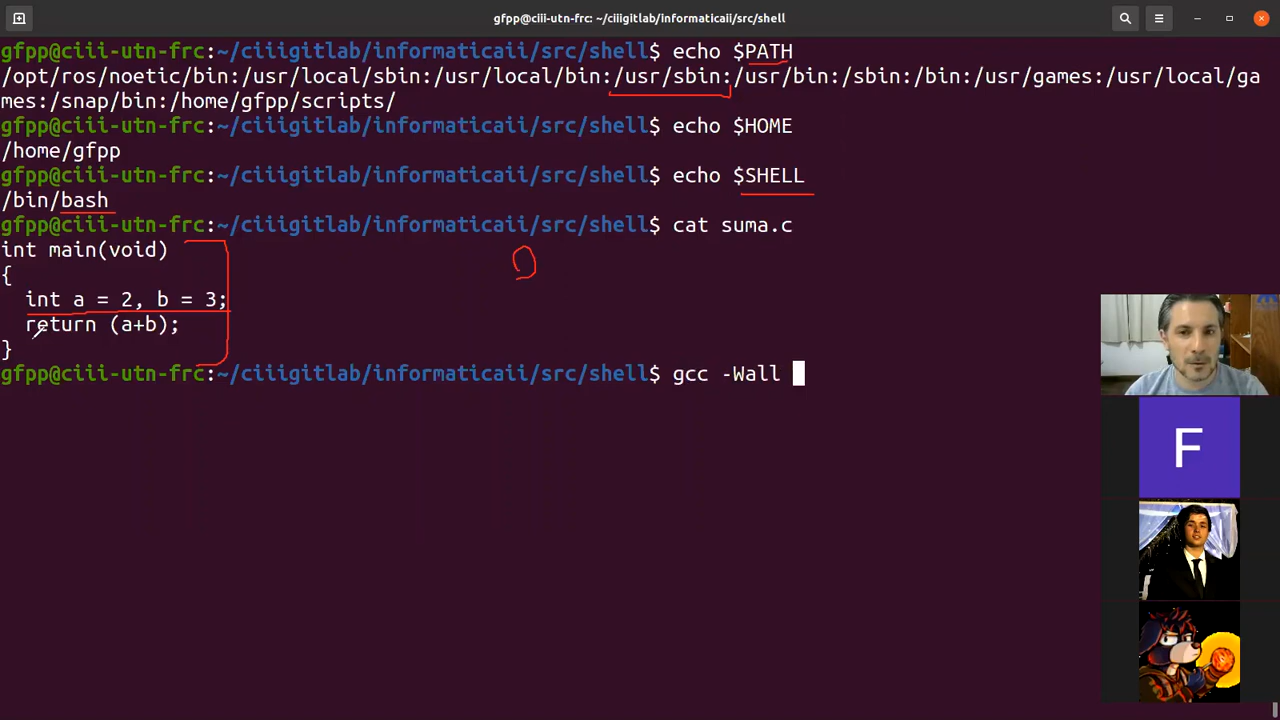 gfpp@ciii-utn-frc: ~/ciiigitlab/informaticaii/src/shell
gfpp@ciii-utn-frc:~/ciiigitlab/informaticaii/src/shell$ echo $PATH
/opt/ros/noetic/bin:/usr/local/sbin:/usr/local/bin:/usr/sbin:/usr/bin:/sbin:/bin:/usr/games:/usr/local/ga
mes:/snap/bin:/home/gfpp/scripts/
gfpp@ciii-utn-frc:~/ciiigitlab/informaticaii/src/shell$ echo $HOME
/home/gfpp
gfpp@ciii-utn-frc:~/ciiigitlab/informaticaii/src/shell$ echo $SHELL
/bin/bash
gfpp@ciii-utn-frc:~/ciiigitlab/informaticaii/src/shell$ cat suma.c
int main(void)
{
  int a = 2, b = 3;
  return (a+b);
}
gfpp@ciii-utn-frc:~/ciiigitlab/informaticaii/src/shell$ gcc -Wall
F